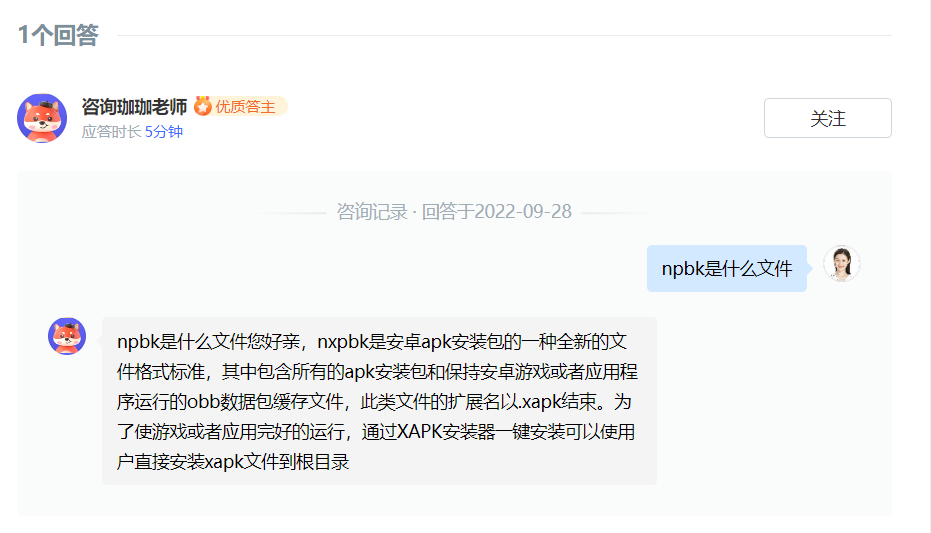 1个回答
咨询珈珈老师 优质答主
应答时长 5分钟
关注
咨询记录 · 回答于2022-09-28
npbk是什么文件
npbk是什么文件您好亲，nxpbk是安卓apk安装包的一种全新的文
件格式标准，其中包含所有的apk安装包和保持安卓游戏或者应用程
序运行的obb数据包缓存文件，此类文件的扩展名以.xapk结束。为
了使游戏或者应用完好的运行，通过XAPK安装器一键安装可以使用
户直接安装xapk文件到根目录